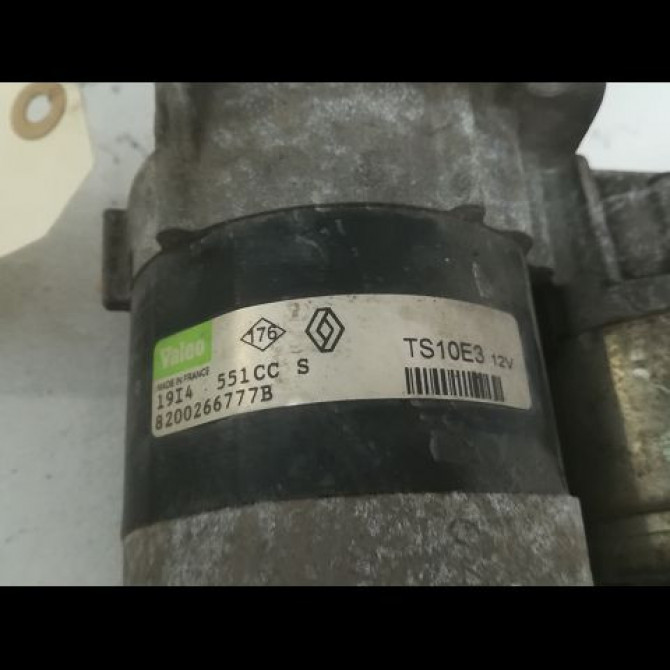 Valeo
176
TS10E3 12V
MADE IN FRANCE
19I4 551CC S
8200266777B